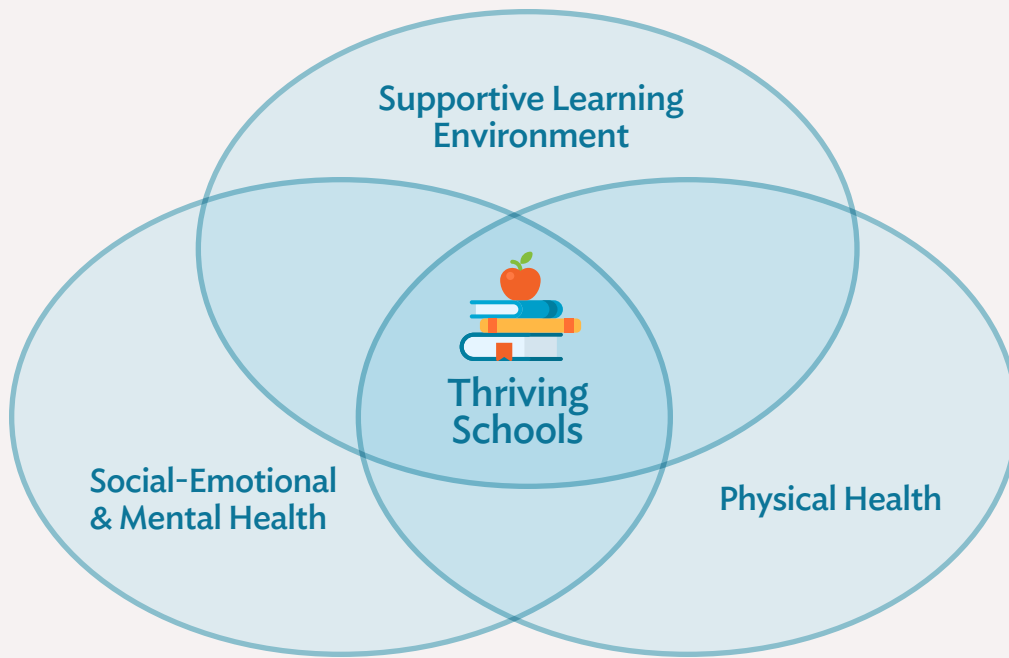 Supportive Learning
Environment
Thriving
Schools
Social-Emotional
& Mental Health
Physical Health